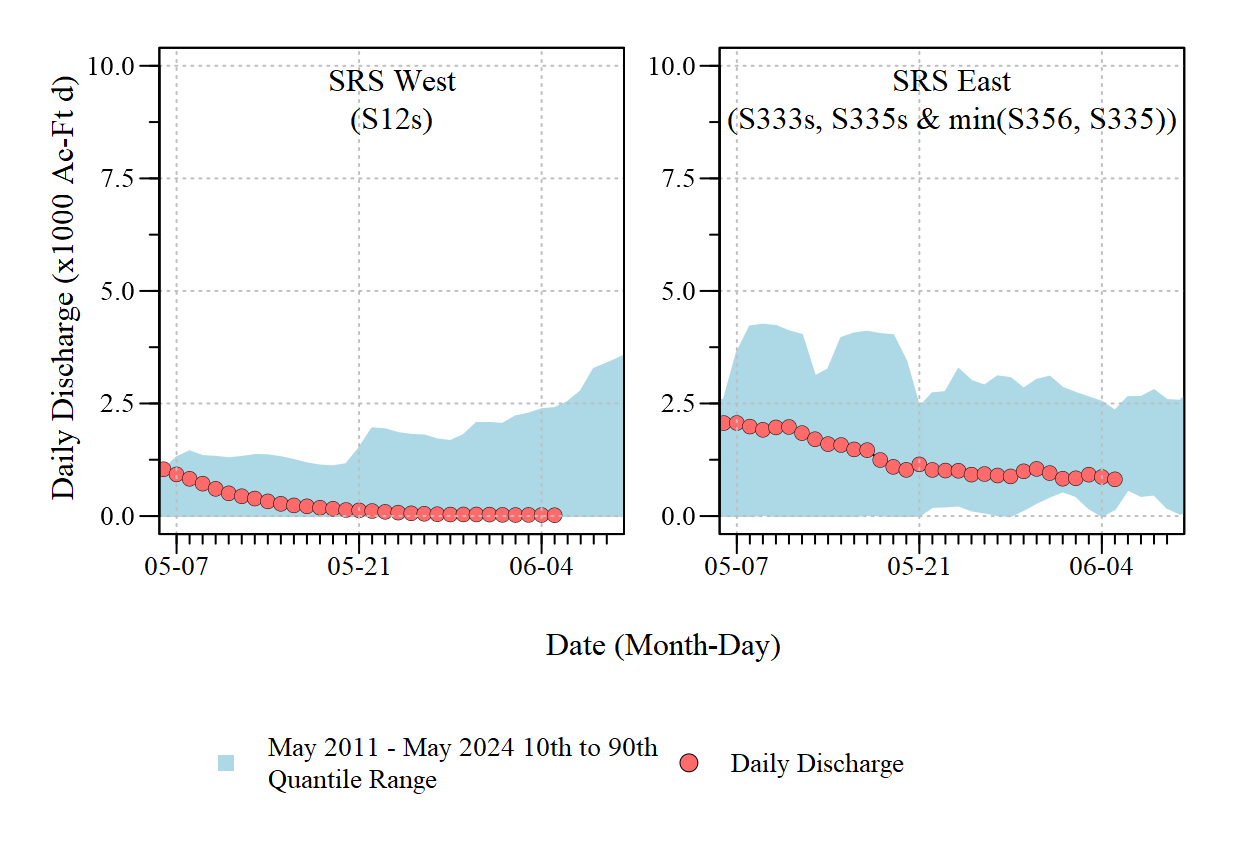 SRS West
(S12s)
SRS East
(S333s, S335s & min(S356, S335))
Daily Discharge (x1000 Ac-Ft d)
10.0
7.5
5.0
2.5
0.0
05-07
05-21
06-04
10.0
7.5
5.0
2.5
0.0
05-07
05-21
06-04
Date (Month-Day)
May 2011 - May 2024 10th to 90th
Quantile Range
Daily Discharge